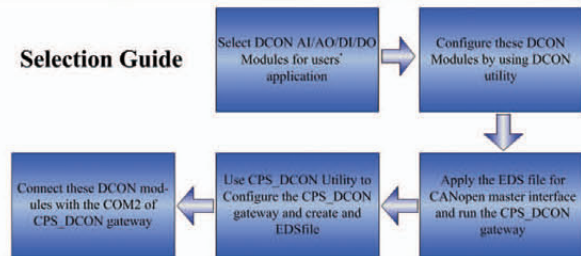 Selection Guide
Select DCON AI/AO/DI/DO
Modules for users'
application
Configure these DCON
Modules by using DCON
utility
Connect these DCON mod-
ules with the COM2 of
CPS_DCON gateway
Use CPS_DCON Utility to
Configure the CPS_DCON
gateway and create and
EDSfile
Apply the EDS file for
CANopen master interface
and run the CPS_DCON
gateway